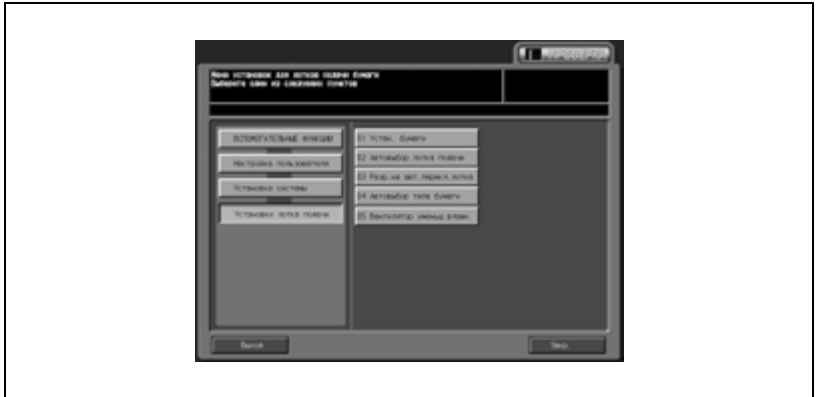 Меню установок для лотков подачи бумаги
Выберите один из следующих пунктов
ВСПОМОГАТЕЛЬНЫЕ ФУНКЦИИ
Настройка пользователя
Установка системы
Установки лотка подачи
01 Устан. бумаги
02 Автовыбор лотка подачи
03 Разр.на авт.перекл.лотка
04 Автовыбор типа бумаги
05 Вентилятор уменьш.влажн.
Выход
Закр.